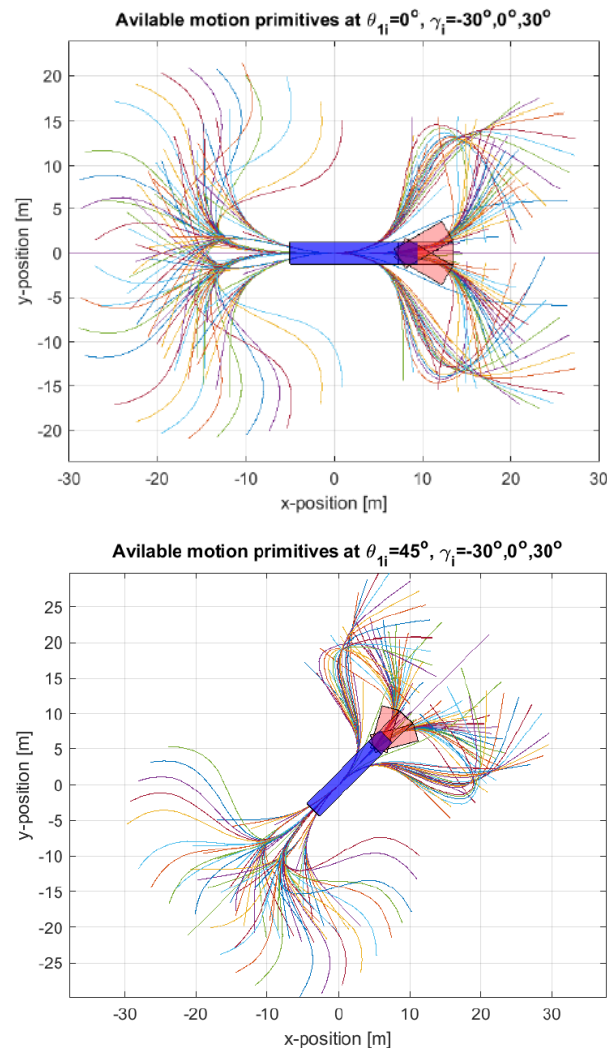 Available motion primitives at θ1i=0°, γi=-30°,0°,30°
20
15
10
5
0
-5
-10
-15
-20
y-position [m]
-30 -20 -10 0 10 20 30
x-position [m]
Available motion primitives at θ1i=45°, γi=-30°,0°,30°
25
20
15
10
5
0
-5
-10
-15
-20
-25
y-position [m]
-30 -20 -10 0 10 20 30
x-position [m]